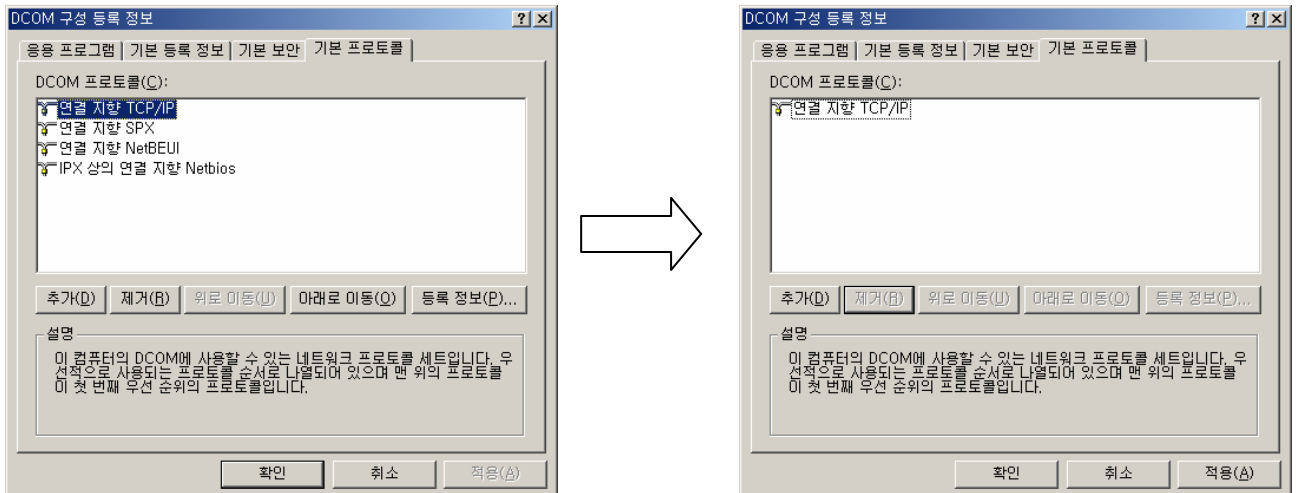 DCOM 구성 등록 정보
응용 프로그램 기본 등록 정보 기본 보안 기본 프로토콜
DCOM 프로토콜(C):
연결 지향 TCP/IP
연결 지향 SPX
연결 지향 NetBEUI
IPX 상의 연결 지향 Netbios
추가(D) 제거(R) 위로 이동(U) 아래로 이동(O) 등록 정보(P)...
설명
이 컴퓨터의 DCOM에 사용할 수 있는 네트워크 프로토콜 세트입니다. 우
선적으로 사용되는 프로토콜 순서로 나열되어 있으며 맨 위의 프로토콜
이 첫 번째 우선 순위의 프로토콜입니다.
확인 취소 적용(A)
DCOM 구성 등록 정보
응용 프로그램 기본 등록 정보 기본 보안 기본 프로토콜
DCOM 프로토콜(C):
연결 지향 TCP/IP
추가(D) 제거(R) 위로 이동(U) 아래로 이동(O) 등록 정보(P)...
설명
이 컴퓨터의 DCOM에 사용할 수 있는 네트워크 프로토콜 세트입니다. 우
선적으로 사용되는 프로토콜 순서로 나열되어 있으며 맨 위의 프로토콜
이 첫 번째 우선 순위의 프로토콜입니다.
확인 취소 적용(A)